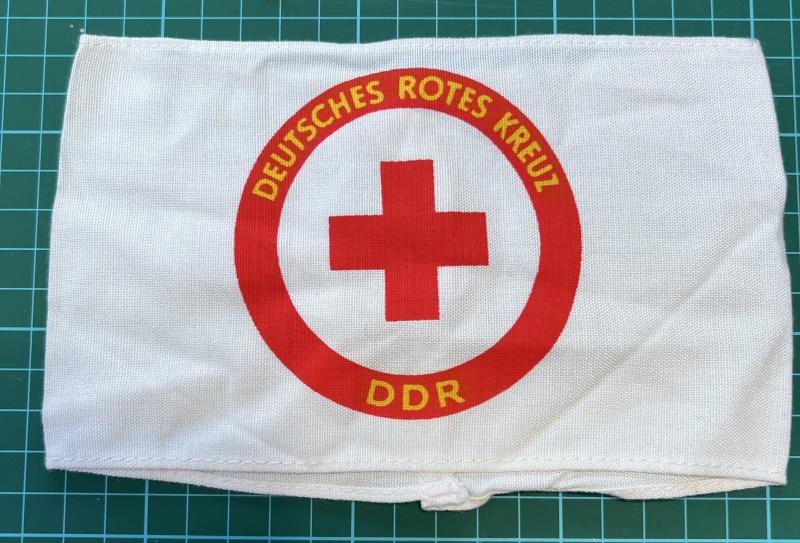 DEUTSCHES ROTES KREUZ
DDR